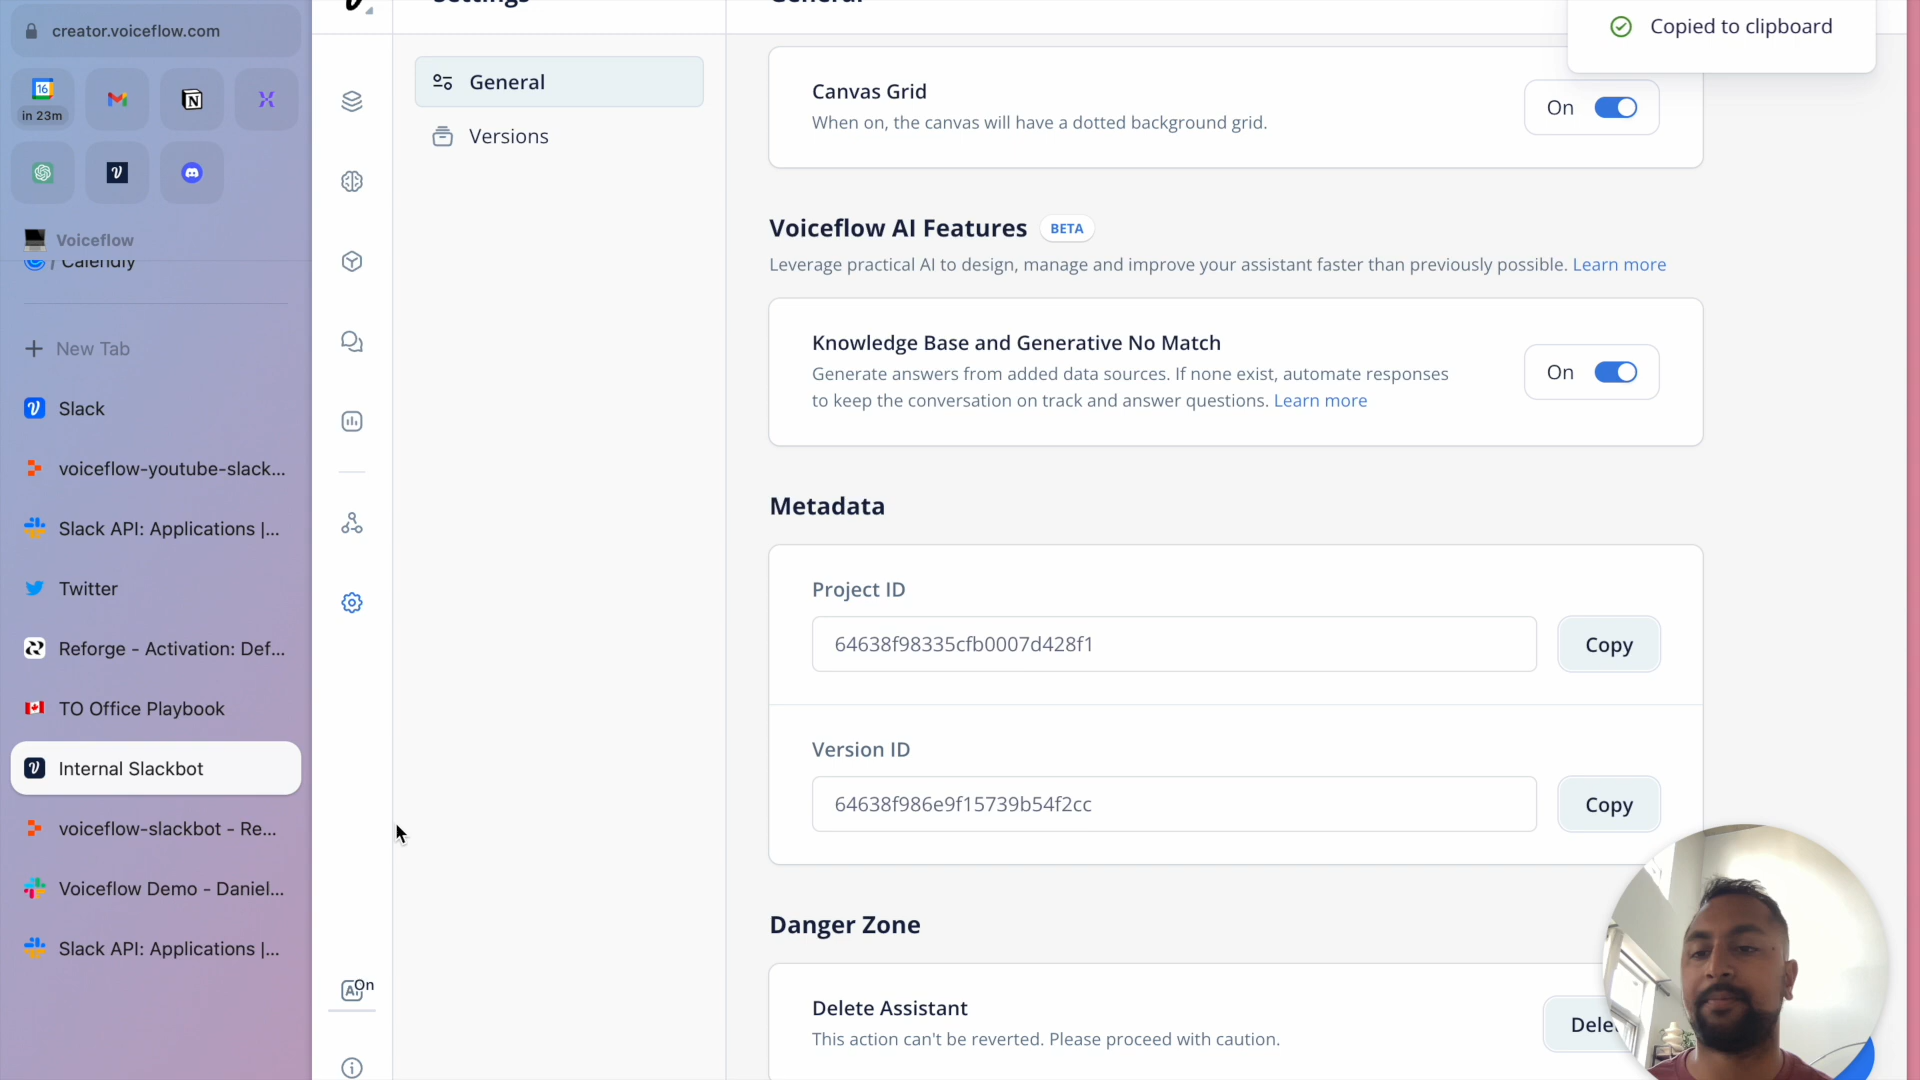 creator.voiceflow.com
16
in 23m
Voiceflow
/ Calendly
New Tab
Slack
voiceflow-youtube-slack...
Slack API: Applications |...
Twitter
Reforge - Activation: Def...
TO Office Playbook
Internal Slackbot
voiceflow-slackbot - Re...
Voiceflow Demo - Daniel...
Slack API: Applications |...
On
Settings
General
Versions
General
Copied to clipboard
Canvas Grid
When on, the canvas will have a dotted background grid.
On
Voiceflow AI Features
BETA
Leverage practical AI to design, manage and improve your assistant faster than previously possible. Learn more
Knowledge Base and Generative No Match
Generate answers from added data sources. If none exist, automate responses
to keep the conversation on track and answer questions. Learn more
On
Metadata
Project ID
64638f98335cfb0007d428f1
Copy
Version ID
64638f986e9f15739b54f2cc
Copy
Danger Zone
Delete Assistant
This action can't be reverted. Please proceed with caution.
Dele